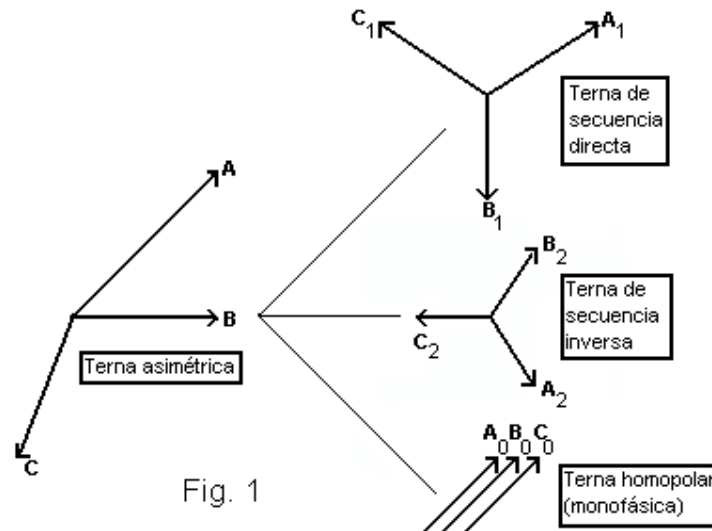 C1
A1
Terna de
secuencia
directa
B1
A
B
C
Terna asimétrica
B2
Terna de
secuencia
inversa
C2
A2
A0 B0 C0
Terna homopolar
(monofásica)
Fig. 1